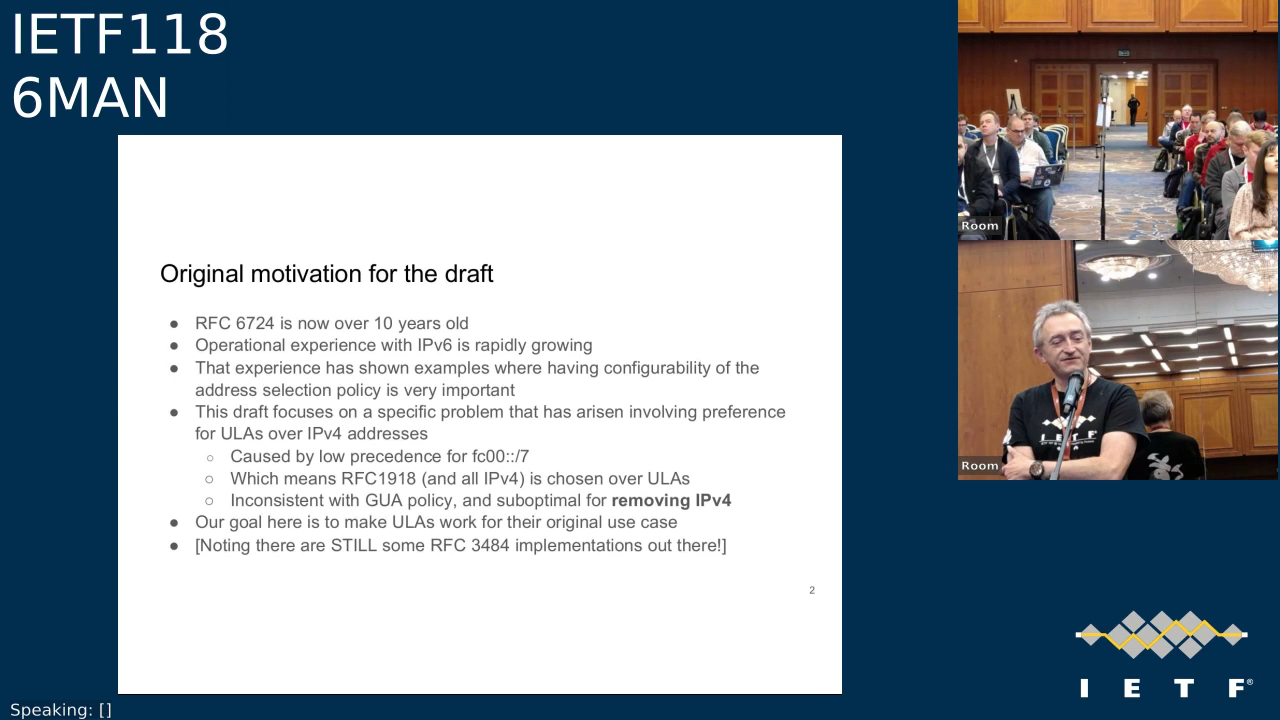 IETF118
6MAN
Original motivation for the draft
● RFC 6724 is now over 10 years old
● Operational experience with IPv6 is rapidly growing
● That experience has shown examples where having configurability of the
address selection policy is very important
● This draft focuses on a specific problem that has arisen involving preference
for ULAs over IPv4 addresses
○ Caused by low precedence for fc00::/7
○ Which means RFC1918 (and all IPv4) is chosen over ULAs
○ Inconsistent with GUA policy, and suboptimal for removing IPv4
● Our goal here is to make ULAs work for their original use case
● [Noting there are STILL some RFC 3484 implementations out there!]
2
Room
I E T F
Room
I E T F®
Speaking: []